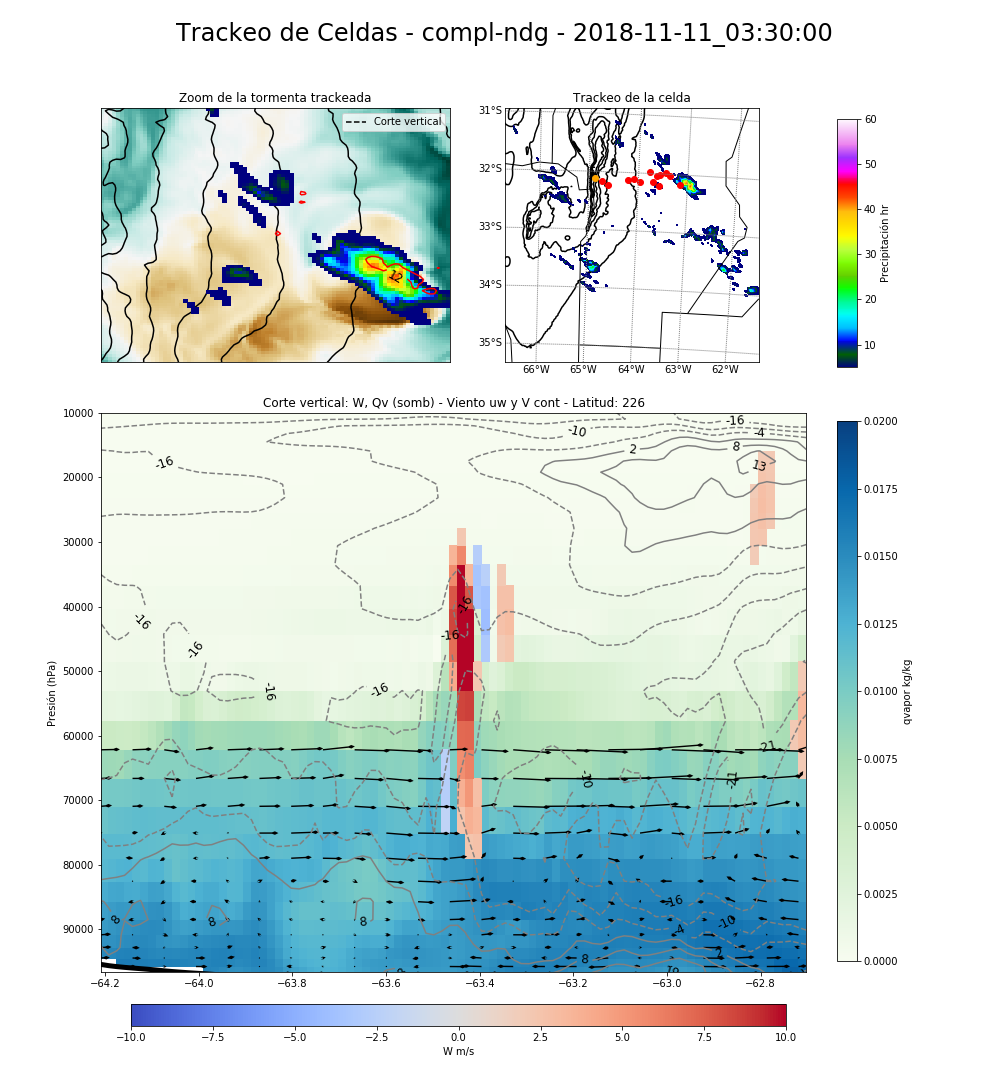 Trackeo de Celdas - compl-ndg - 2018-11-11_03:30:00
Zoom de la tormenta trackeada
Corte vertical
12
Trackeo de la celda
31°S
32°S
33°S
34°S
35°S
66°W 65°W 64°W 63°W 62°W
60
50
40
30
20
10
Precipitación hr
Corte vertical: W, Qv (somb) - Viento uw y V cont - Latitud: 226
10000
20000
30000
40000
50000
60000
70000
80000
90000
Presión (hPa)
-16
-10
-16
-4
2
8
13
-16
-16
-16
-16
-16
-16
-21
-10
-21
-16
-10
-4
2
8
8
8
8
−64.2 −64.0 −63.8 −63.6 −63.4 −63.2 −63.0 −62.8
0.0200
0.0175
0.0150
0.0125
0.0100
0.0075
0.0050
0.0025
0.0000
qvapor kg/kg
−10.0 −7.5 −5.0 −2.5 0.0 2.5 5.0 7.5 10.0
W m/s